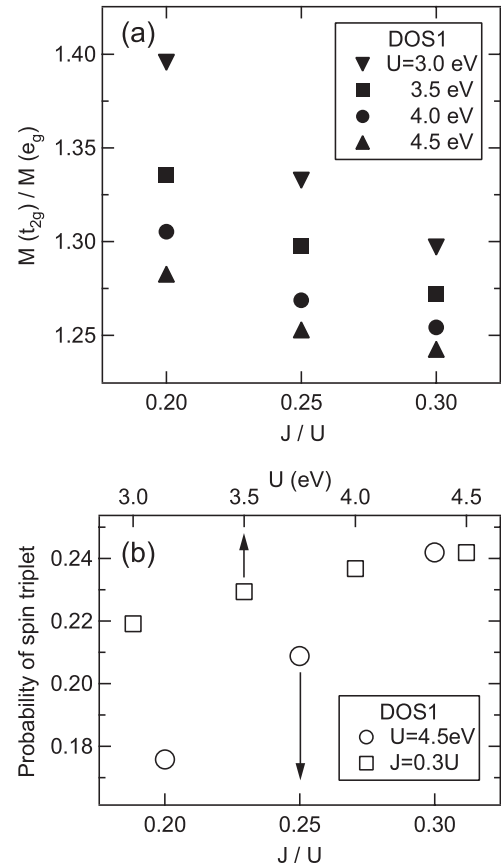 (a)
DOS1
▼ U=3.0 eV
■ 3.5 eV
● 4.0 eV
▲ 4.5 eV
1.40
1.35
1.30
1.25
M (t2g) / M (eg)
0.20 0.25 0.30
J / U
U (eV)
3.0 3.5 4.0 4.5
(b)
0.24
0.22
0.20
0.18
Probability of spin triplet
DOS1
○ U=4.5eV
□ J=0.3U
0.20 0.25 0.30
J / U